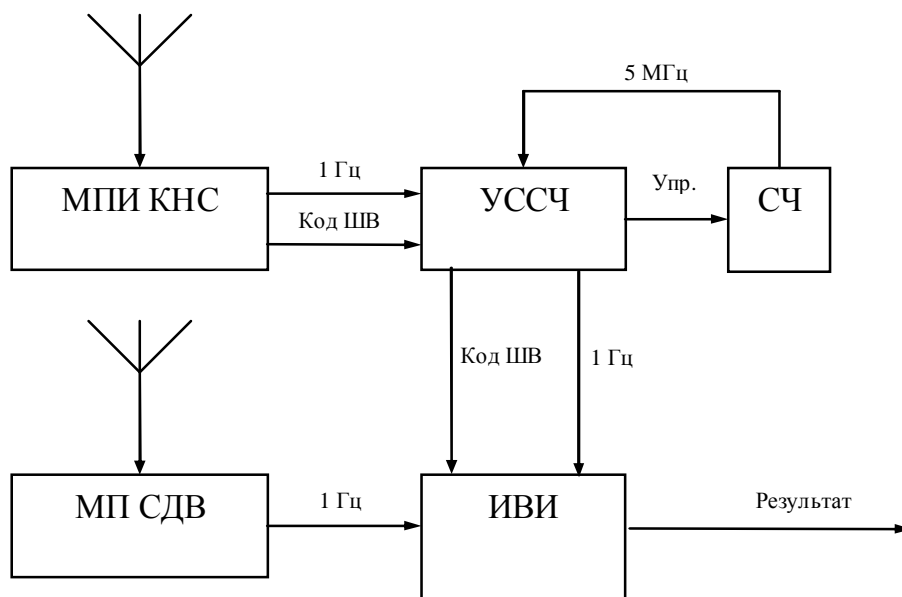 5 МГц
МПИ КНС
1 Гц
Код ШВ
УССЧ
Упр.
СЧ
Код ШВ
1 Гц
МП СДВ
1 Гц
ИВИ
Результат